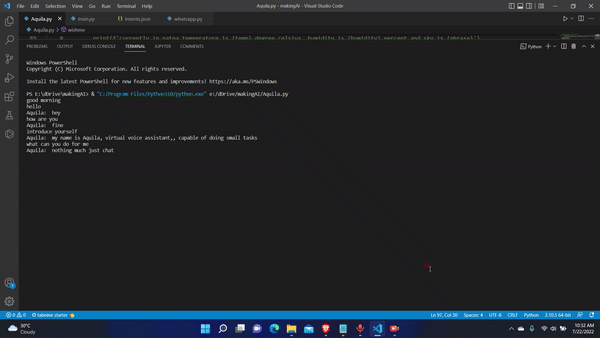 File Edit Selection View Go Run Terminal Help
Aquila.py - makingAI - Visual Studio Code
Aquila.py train.py intents.json whatsapp.py
Aquila.py > wishme
print(f"currently in patna temperature is {temp} degree celsius, humidity is {humidity} percent and sky is {phrase}")
PROBLEMS OUTPUT DEBUG CONSOLE TERMINAL JUPYTER COMMENTS
Python
Windows PowerShell
Copyright (C) Microsoft Corporation. All rights reserved.
Install the latest PowerShell for new features and improvements! https://aka.ms/PSWindows
PS E:\dDrive\makingAI> & "C:/Program Files/Python310/python.exe" e:/dDrive/makingAI/Aquila.py
good morning
hello
Aquila: hey
how are you
Aquila: fine
introduce yourself
Aquila: my name is Aquila, virtual voice assistant,, capable of doing small tasks
what can you do for me
Aquila: nothing much just chat
0 0 tabnine starter
Ln 97, Col 30 Spaces: 4 UTF-8 CRLF Python 3.10.5 64-bit
30°C
Cloudy
10:32 AM
7/22/2022